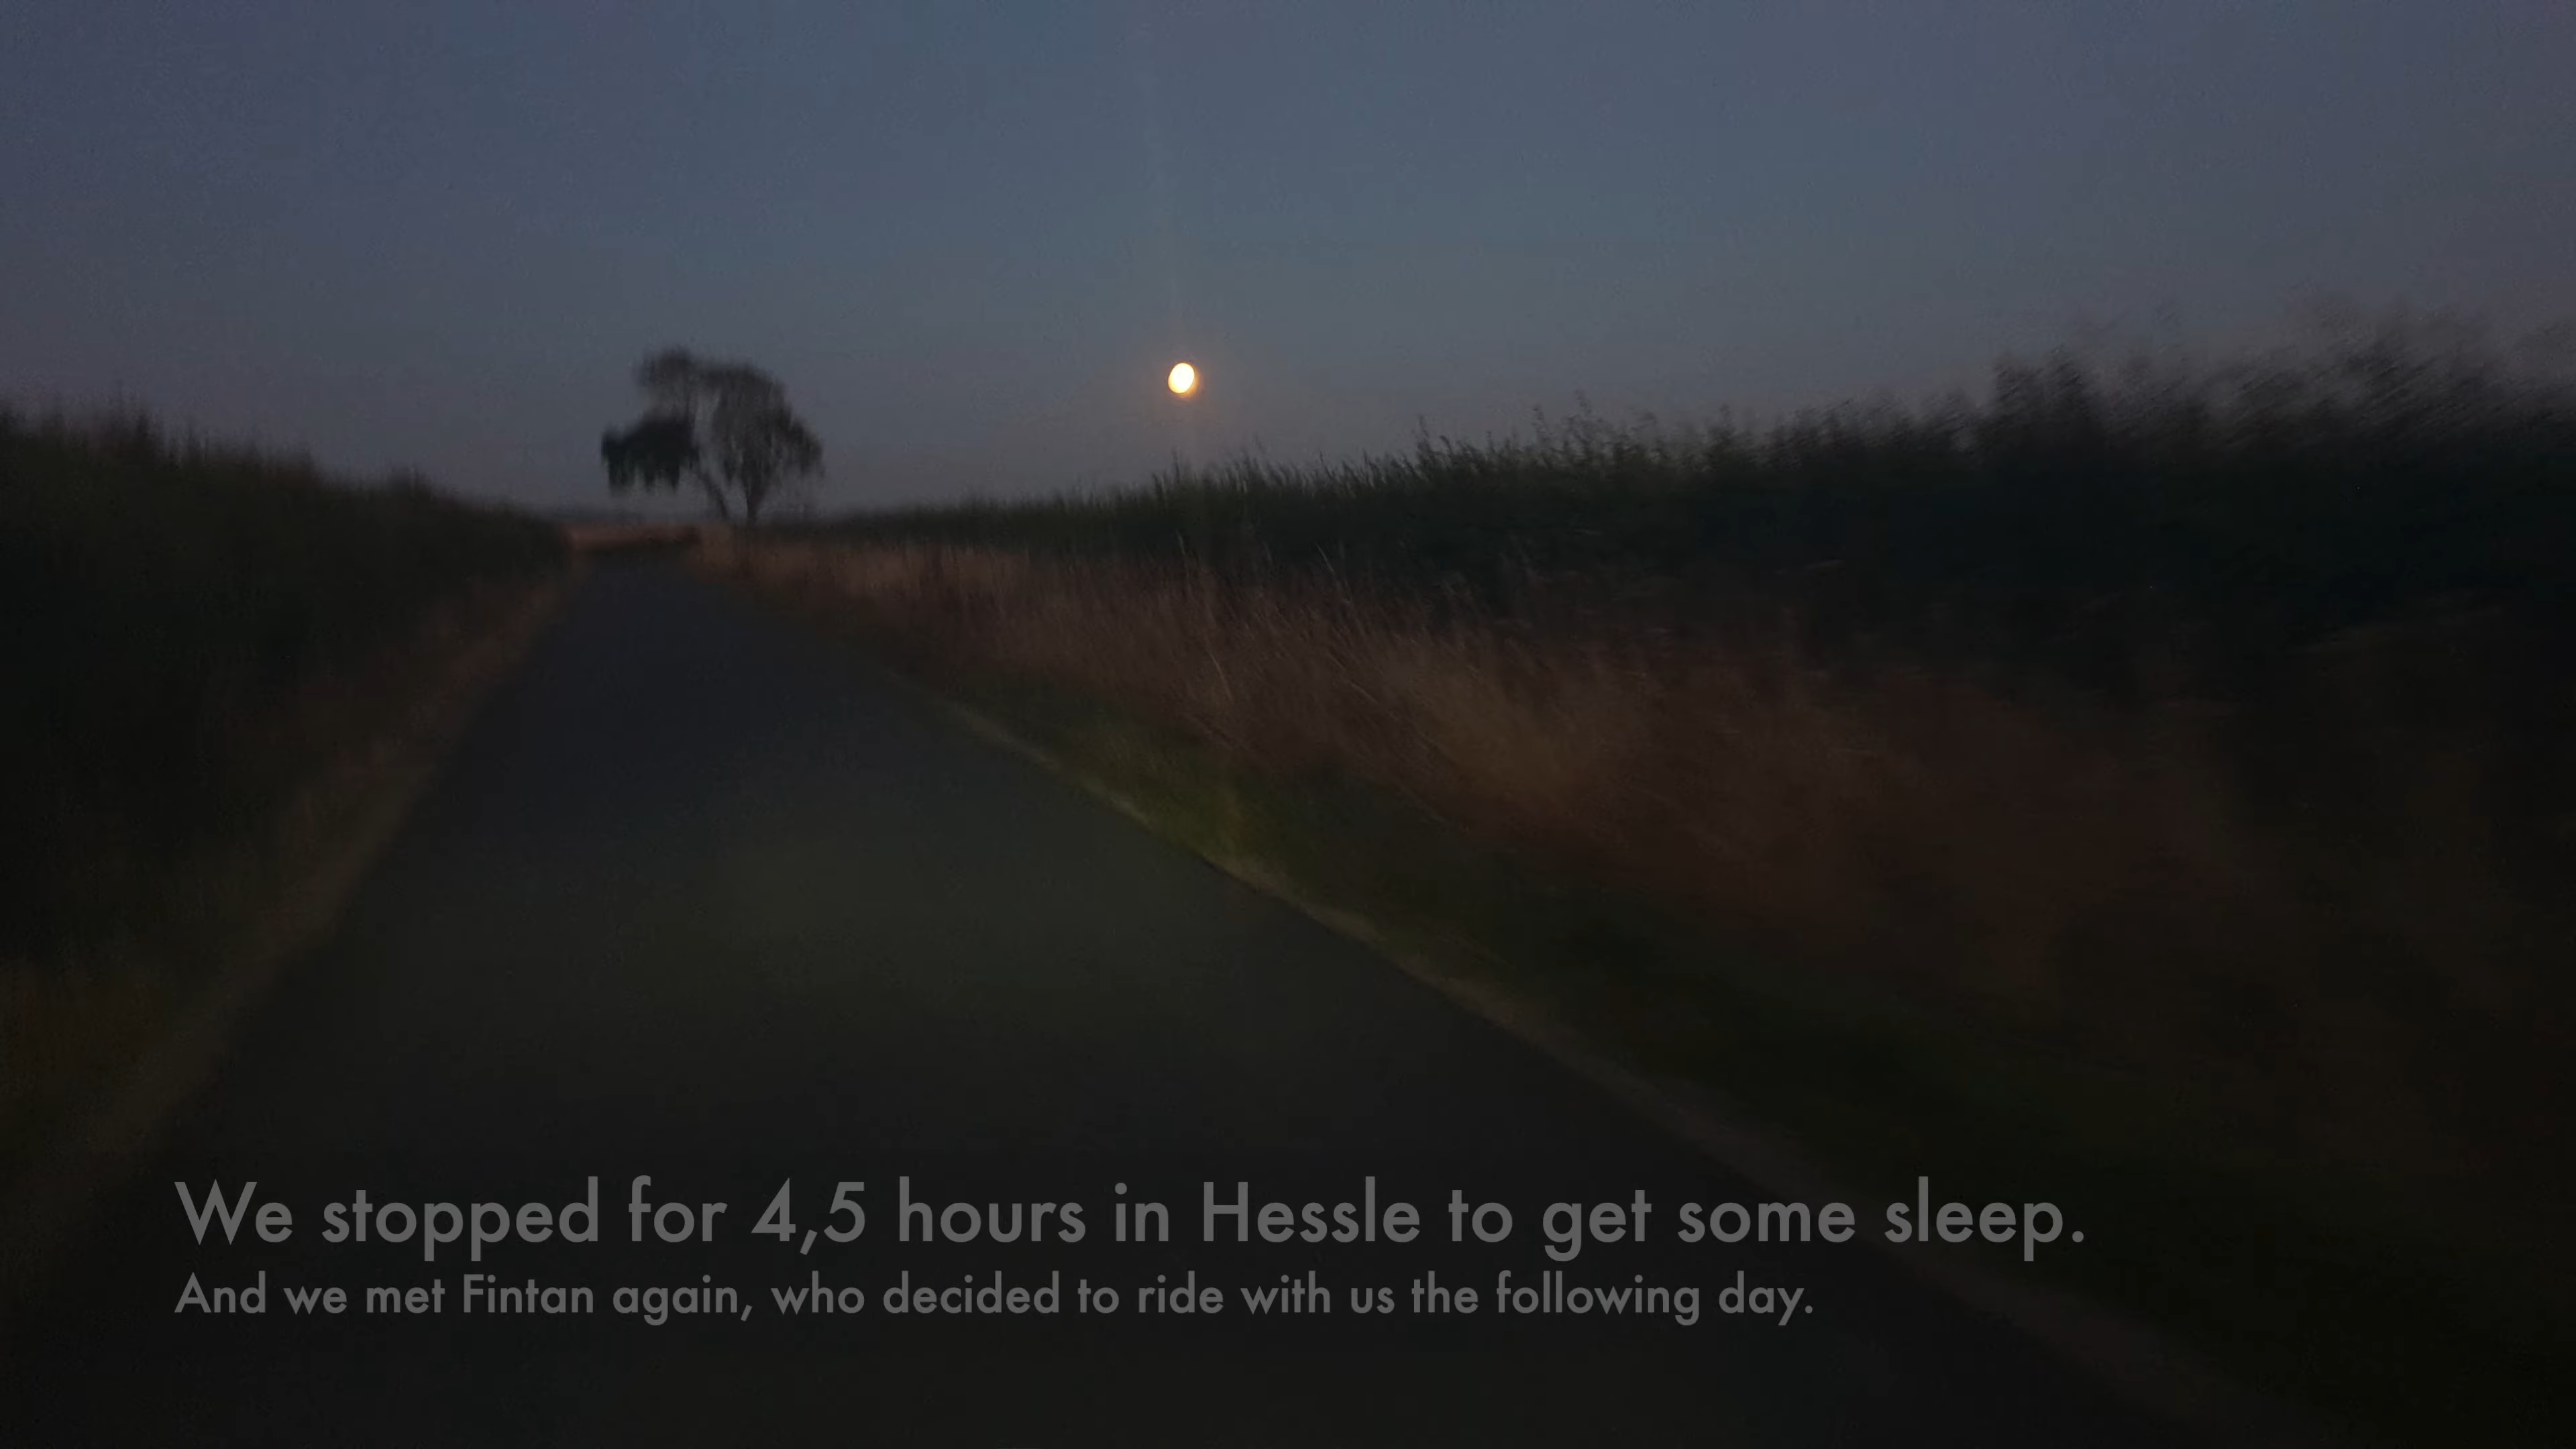 We stopped for 4,5 hours in Hessle to get some sleep.
And we met Fintan again, who decided to ride with us the following day.